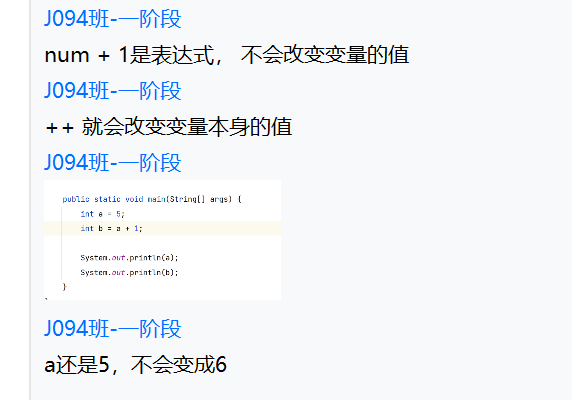 J094班-一阶段
num + 1是表达式， 不会改变变量的值
J094班-一阶段
++ 就会改变变量本身的值
J094班-一阶段
public static void main(String[] args) {
int a = 5;
int b = a + 1;
System.out.println(a);
System.out.println(b);
}
J094班-一阶段
a还是5，不会变成6